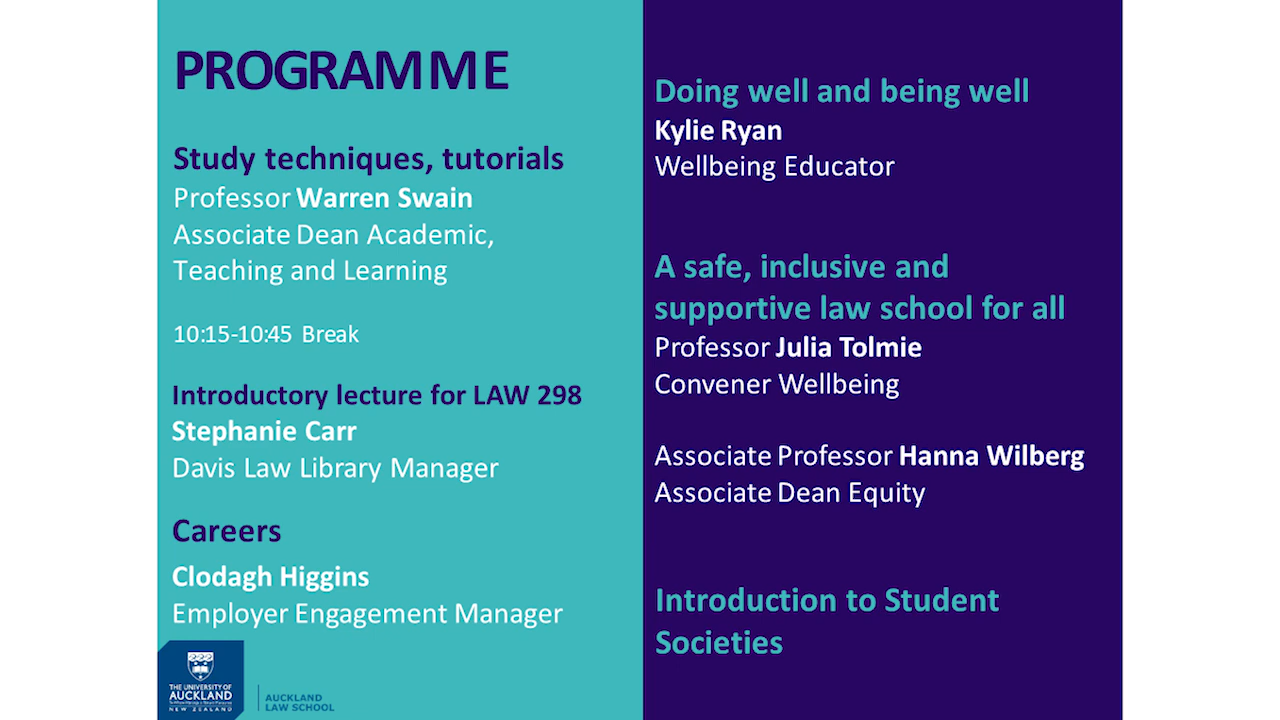 PROGRAMME
Study techniques, tutorials
Professor Warren Swain
Associate Dean Academic,
Teaching and Learning
10:15-10:45 Break
Introductory lecture for LAW 298
Stephanie Carr
Davis Law Library Manager
Careers
Clodagh Higgins
Employer Engagement Manager
THE UNIVERSITY OF
AUCKLAND
NEW ZEALAND
AUCKLAND
LAW SCHOOL
Doing well and being well
Kylie Ryan
Wellbeing Educator
A safe, inclusive and
supportive law school for all
Professor Julia Tolmie
Convener Wellbeing
Associate Professor Hanna Wilberg
Associate Dean Equity
Introduction to Student
Societies